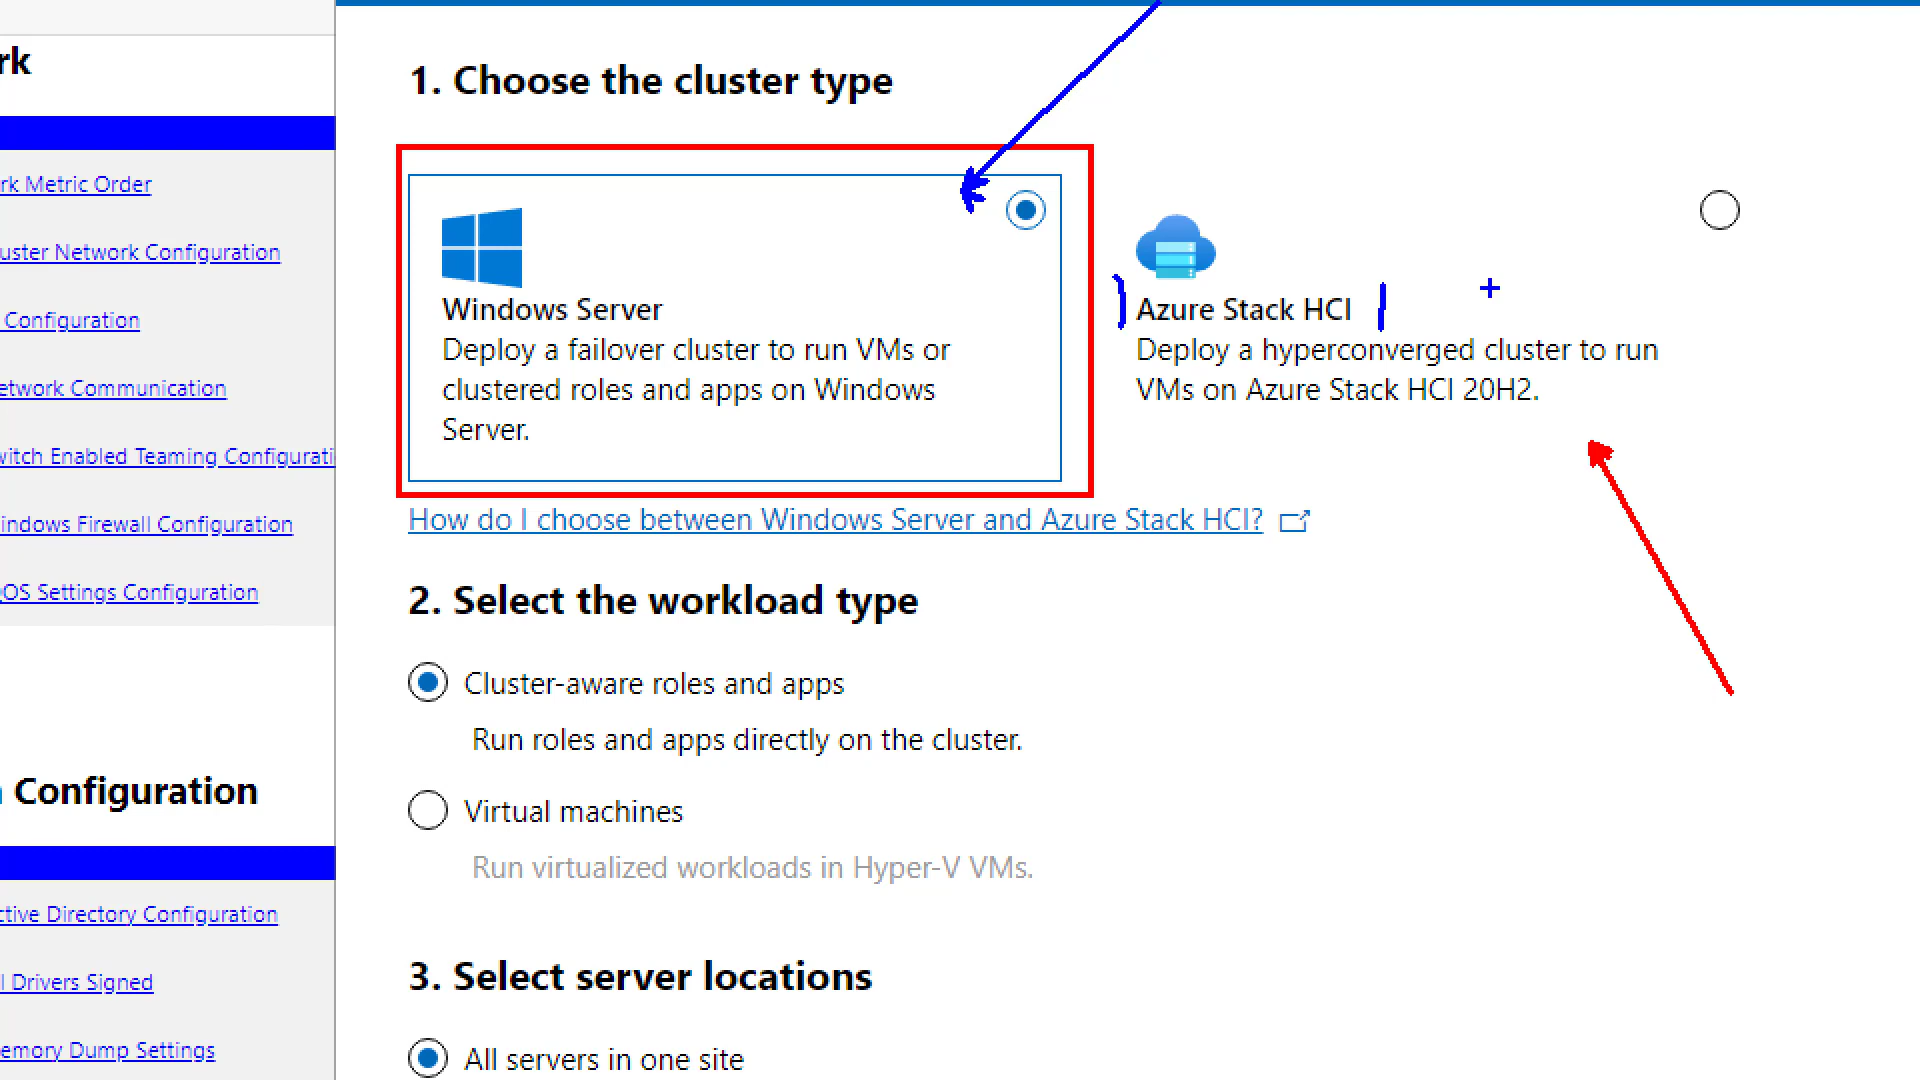 rk
rk Metric Order
uster Network Configuration
Configuration
etwork Communication
witch Enabled Teaming Configurati
indows Firewall Configuration
OS Settings Configuration
Configuration
ctive Directory Configuration
l Drivers Signed
emory Dump Settings
1. Choose the cluster type
Windows Server
Deploy a failover cluster to run VMs or
clustered roles and apps on Windows
Server.
Azure Stack HCI
Deploy a hyperconverged cluster to run
VMs on Azure Stack HCI 20H2.
How do I choose between Windows Server and Azure Stack HCI?
2. Select the workload type
Cluster-aware roles and apps
Run roles and apps directly on the cluster.
Virtual machines
Run virtualized workloads in Hyper-V VMs.
3. Select server locations
All servers in one site